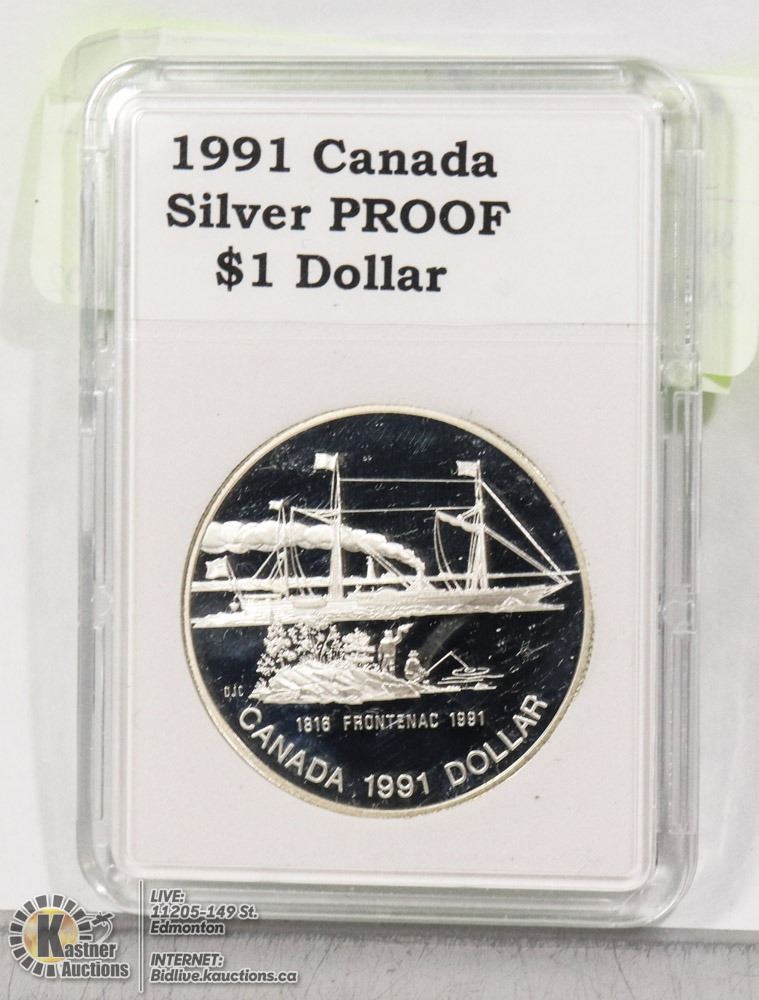 1991 Canada
Silver PROOF
$1 Dollar
DJC
1816 FRONTENAC 1991
CANADA 1991 DOLLAR
Kastner
Auctions
LIVE:
11205-149 St.
Edmonton
INTERNET:
Bidlive.kauctions.ca